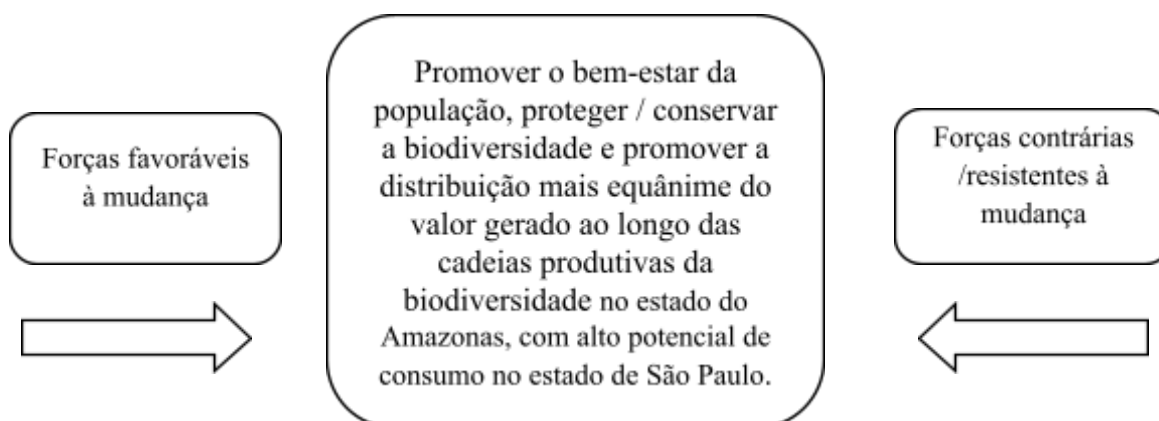 Forças favoráveis
à mudança
Promover o bem-estar da
população, proteger / conservar
a biodiversidade e promover a
distribuição mais equânime do
valor gerado ao longo das
cadeias produtivas da
biodiversidade no estado do
Amazonas, com alto potencial de
consumo no estado de São Paulo.
Forças contrárias
/resistentes à
mudança